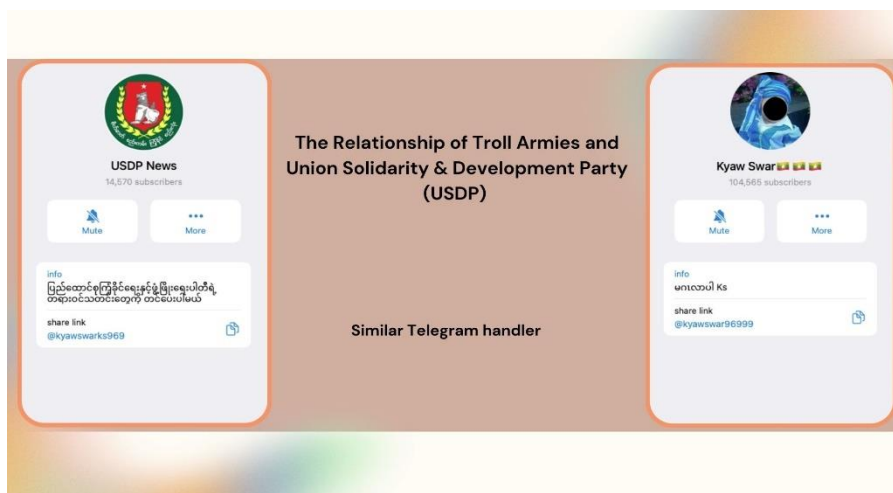 USDP News
14,570 subscribers
Mute
More
info
ပြည်ထောင်စုကြံ့ခိုင်ရေးနှင့်ဖွံ့ဖြိုးရေးပါတီရဲ့
တရားဝင်သတင်းတွေကို တင်ပေးပါမယ်
share link
@kyawswarks969
The Relationship of Troll Armies and
Union Solidarity & Development Party
(USDP)
Similar Telegram handler
Kyaw Swar🇲🇲 🇲🇲 🇲🇲
104,565 subscribers
Mute
More
info
မဂၤလာပါ Ks
share link
@kyawswar96999